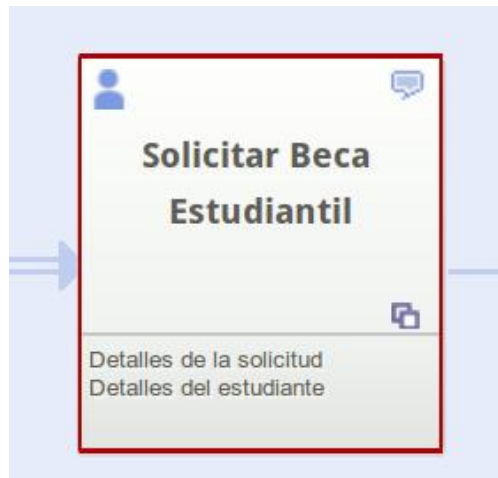 Solicitar Beca
Estudiantil
Detalles de la solicitud
Detalles del estudiante